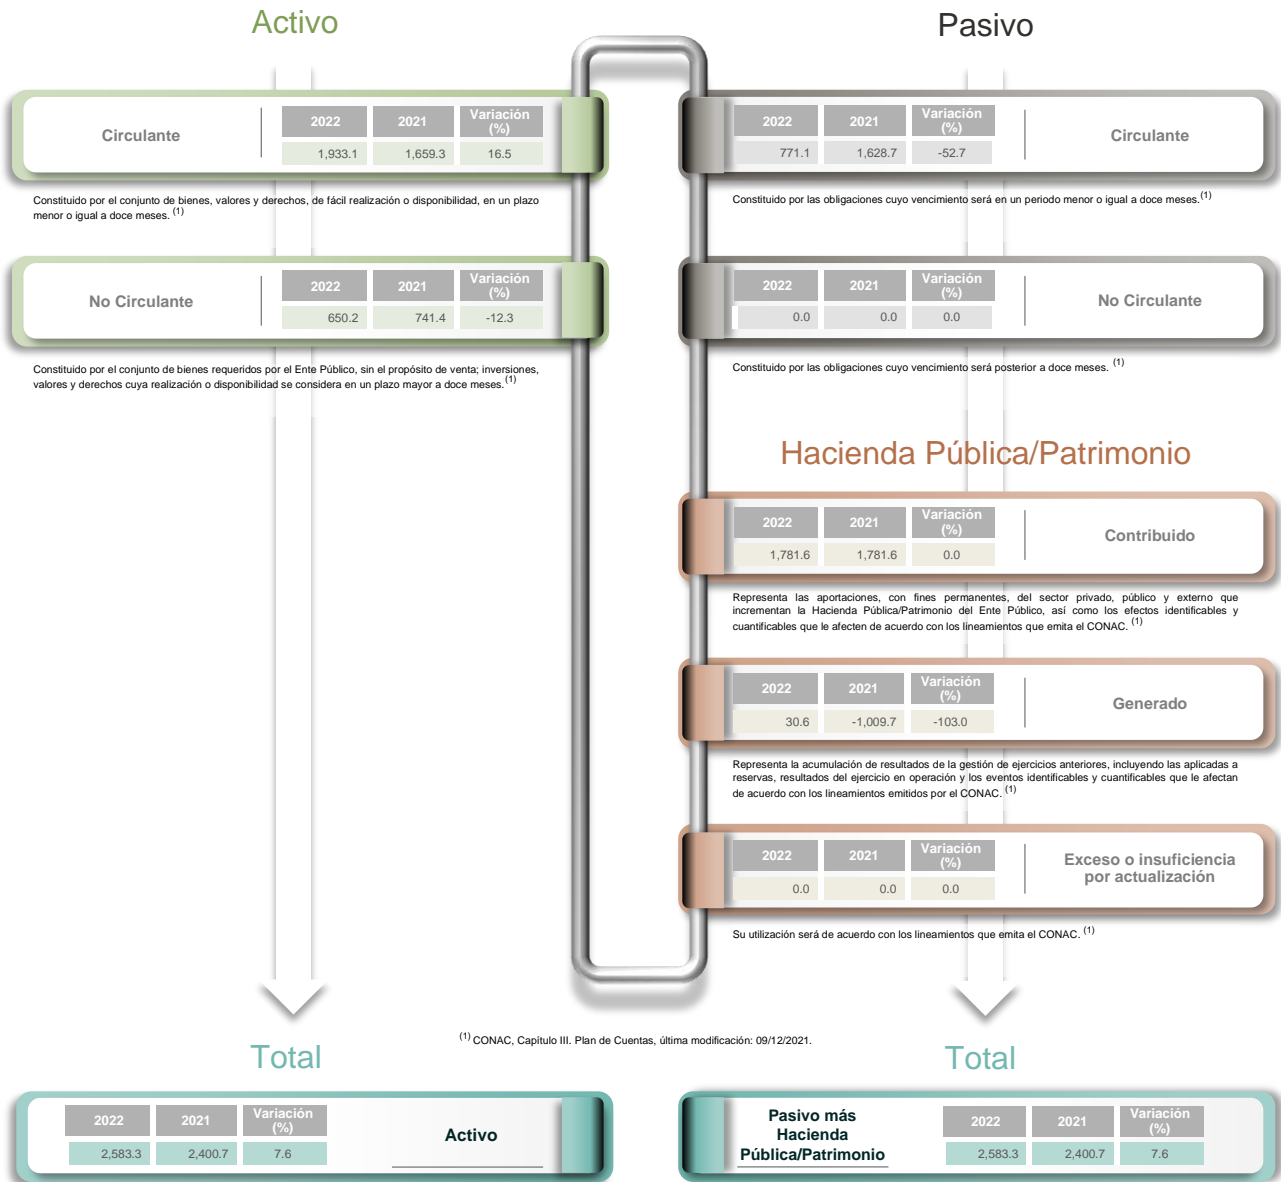 Activo
Circulante
2022 2021 Variación (%)
1,933.1 1,659.3 16.5
Constituido por el conjunto de bienes, valores y derechos, de fácil realización o disponibilidad, en un plazo
menor o igual a doce meses. (1)
No Circulante
2022 2021 Variación (%)
650.2 741.4 -12.3
Constituido por el conjunto de bienes requeridos por el Ente Público, sin el propósito de venta; inversiones,
valores y derechos cuya realización o disponibilidad se considera en un plazo mayor a doce meses. (1)
Pasivo
2022 2021 Variación (%)
771.1 1,628.7 -52.7
Circulante
Constituido por las obligaciones cuyo vencimiento será en un periodo menor o igual a doce meses. (1)
2022 2021 Variación (%)
0.0 0.0 0.0
No Circulante
Constituido por las obligaciones cuyo vencimiento será posterior a doce meses. (1)
Hacienda Pública/Patrimonio
2022 2021 Variación (%)
1,781.6 1,781.6 0.0
Contribuido
Representa las aportaciones, con fines permanentes, del sector privado, público y externo que
incrementan la Hacienda Pública/Patrimonio del Ente Público, así como los efectos identificables y
cuantificables que le afecten de acuerdo con los lineamientos que emita el CONAC. (1)
2022 2021 Variación (%)
30.6 -1,009.7 -103.0
Generado
Representa la acumulación de resultados de la gestión de ejercicios anteriores, incluyendo las aplicadas a
reservas, resultados del ejercicio en operación y los eventos identificables y cuantificables que le afectan
de acuerdo con los lineamientos emitidos por el CONAC. (1)
2022 2021 Variación (%)
0.0 0.0 0.0
Exceso o insuficiencia
por actualización
Su utilización será de acuerdo con los lineamientos que emita el CONAC. (1)
(1) CONAC, Capítulo III. Plan de Cuentas, última modificación: 09/12/2021.
Total
2022 2021 Variación (%)
2,583.3 2,400.7 7.6
Activo
Total
Pasivo más
Hacienda
Pública/Patrimonio
2022 2021 Variación (%)
2,583.3 2,400.7 7.6